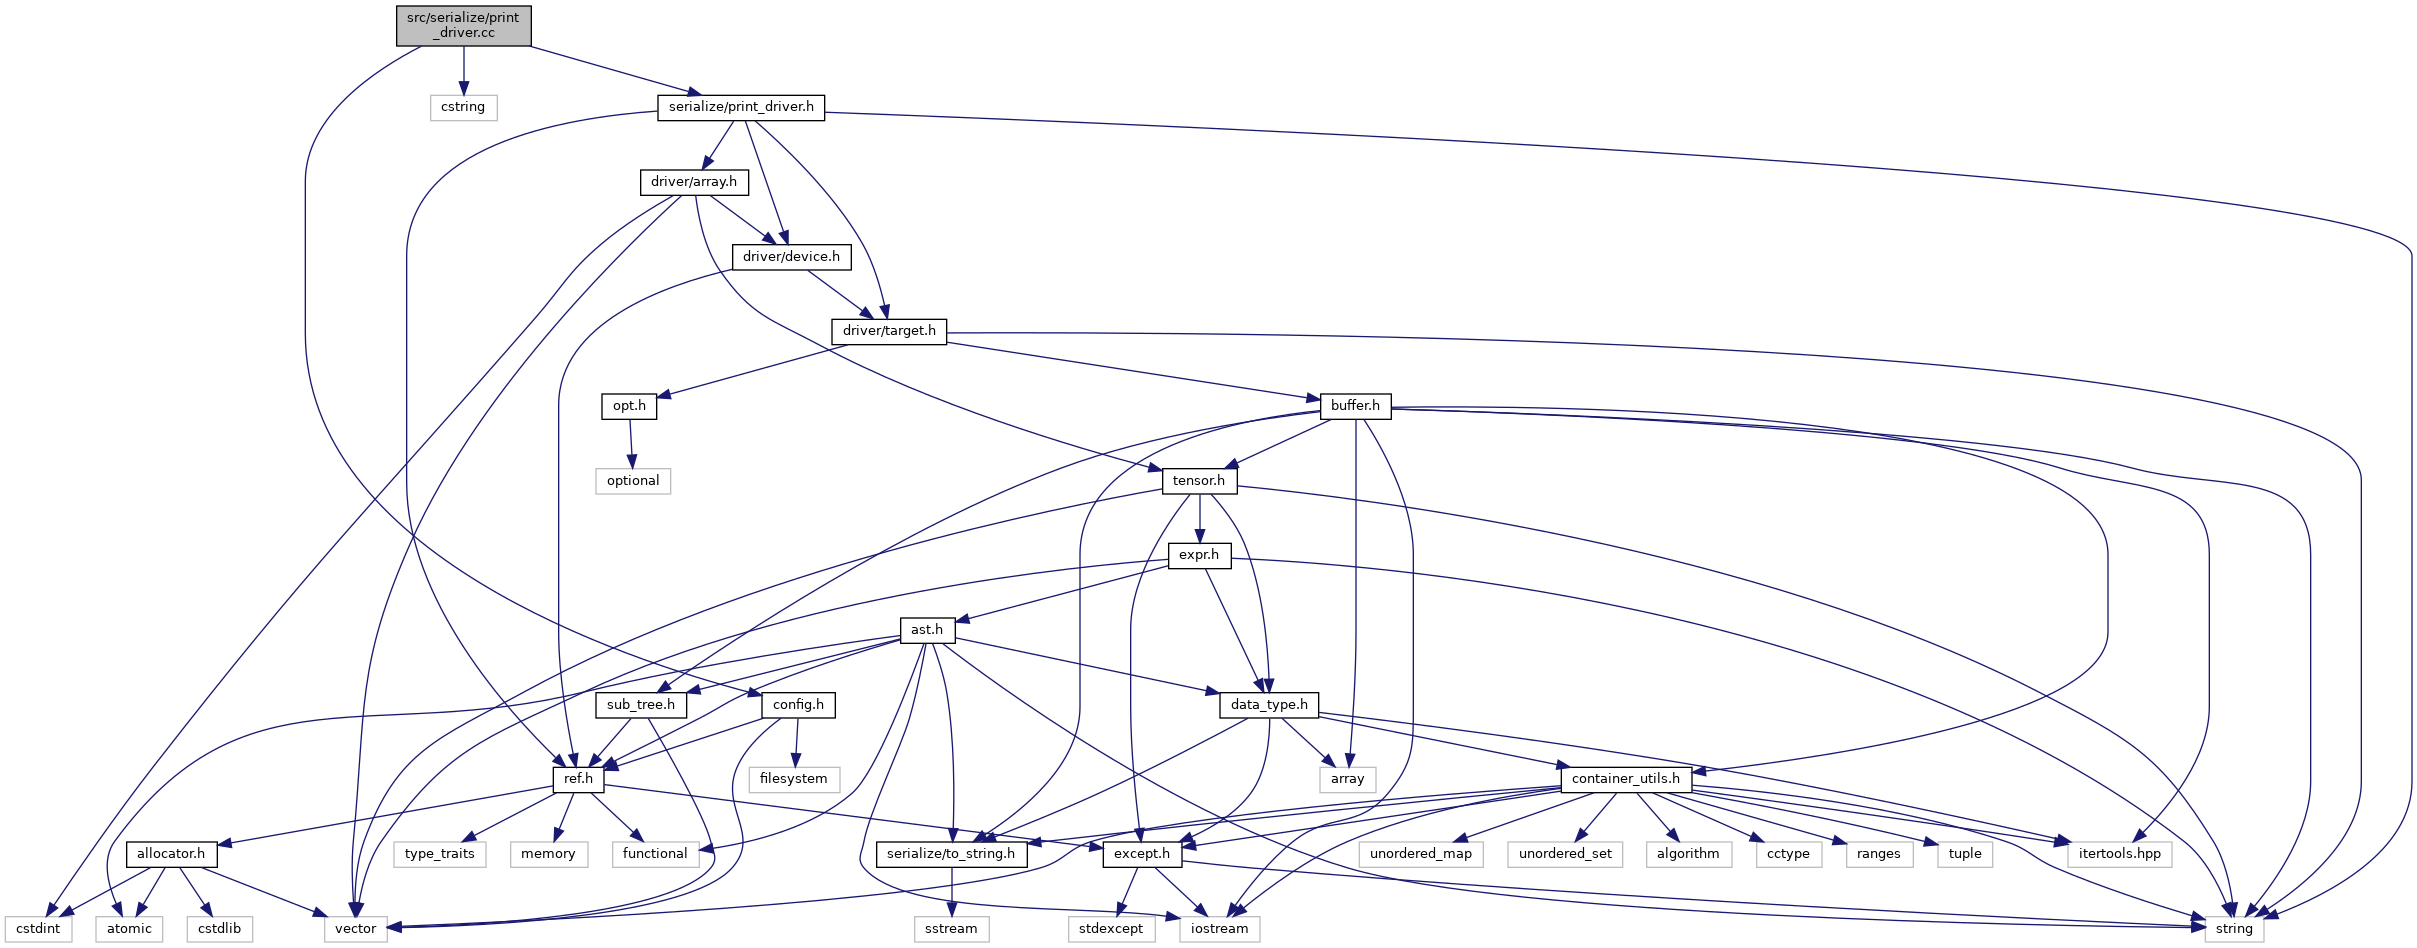 src/serialize/print
_driver.cc
cstring
serialize/print_driver.h
driver/array.h
driver/device.h
driver/target.h
opt.h
buffer.h
optional
tensor.h
expr.h
ast.h
sub_tree.h
config.h
data_type.h
ref.h
filesystem
array
container_utils.h
allocator.h
type_traits
memory
functional
serialize/to_string.h
except.h
unordered_map
unordered_set
algorithm
cctype
ranges
tuple
itertools.hpp
cstdint
atomic
cstdlib
vector
sstream
stdexcept
iostream
string